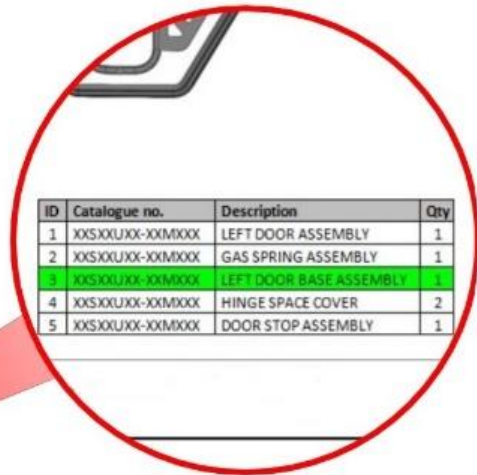 ID Catalogue no. Description Qty
1 XXSXXUXX-XXMXXX LEFT DOOR ASSEMBLY 1
2 XXSXXUXX-XXMXXX GAS SPRING ASSEMBLY 1
3 XXSXXUXX-XXMXXX LEFT DOOR BASE ASSEMBLY 1
4 XXSXXUXX-XXMXXX HINGE SPACE COVER 2
5 XXSXXUXX-XXMXXX DOOR STOP ASSEMBLY 1